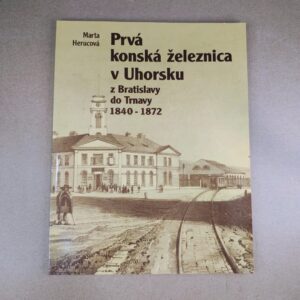 Marta
Herucová
Prvá
konská železnica
v Uhorsku
z Bratislavy
do Trnavy
1840 - 1872